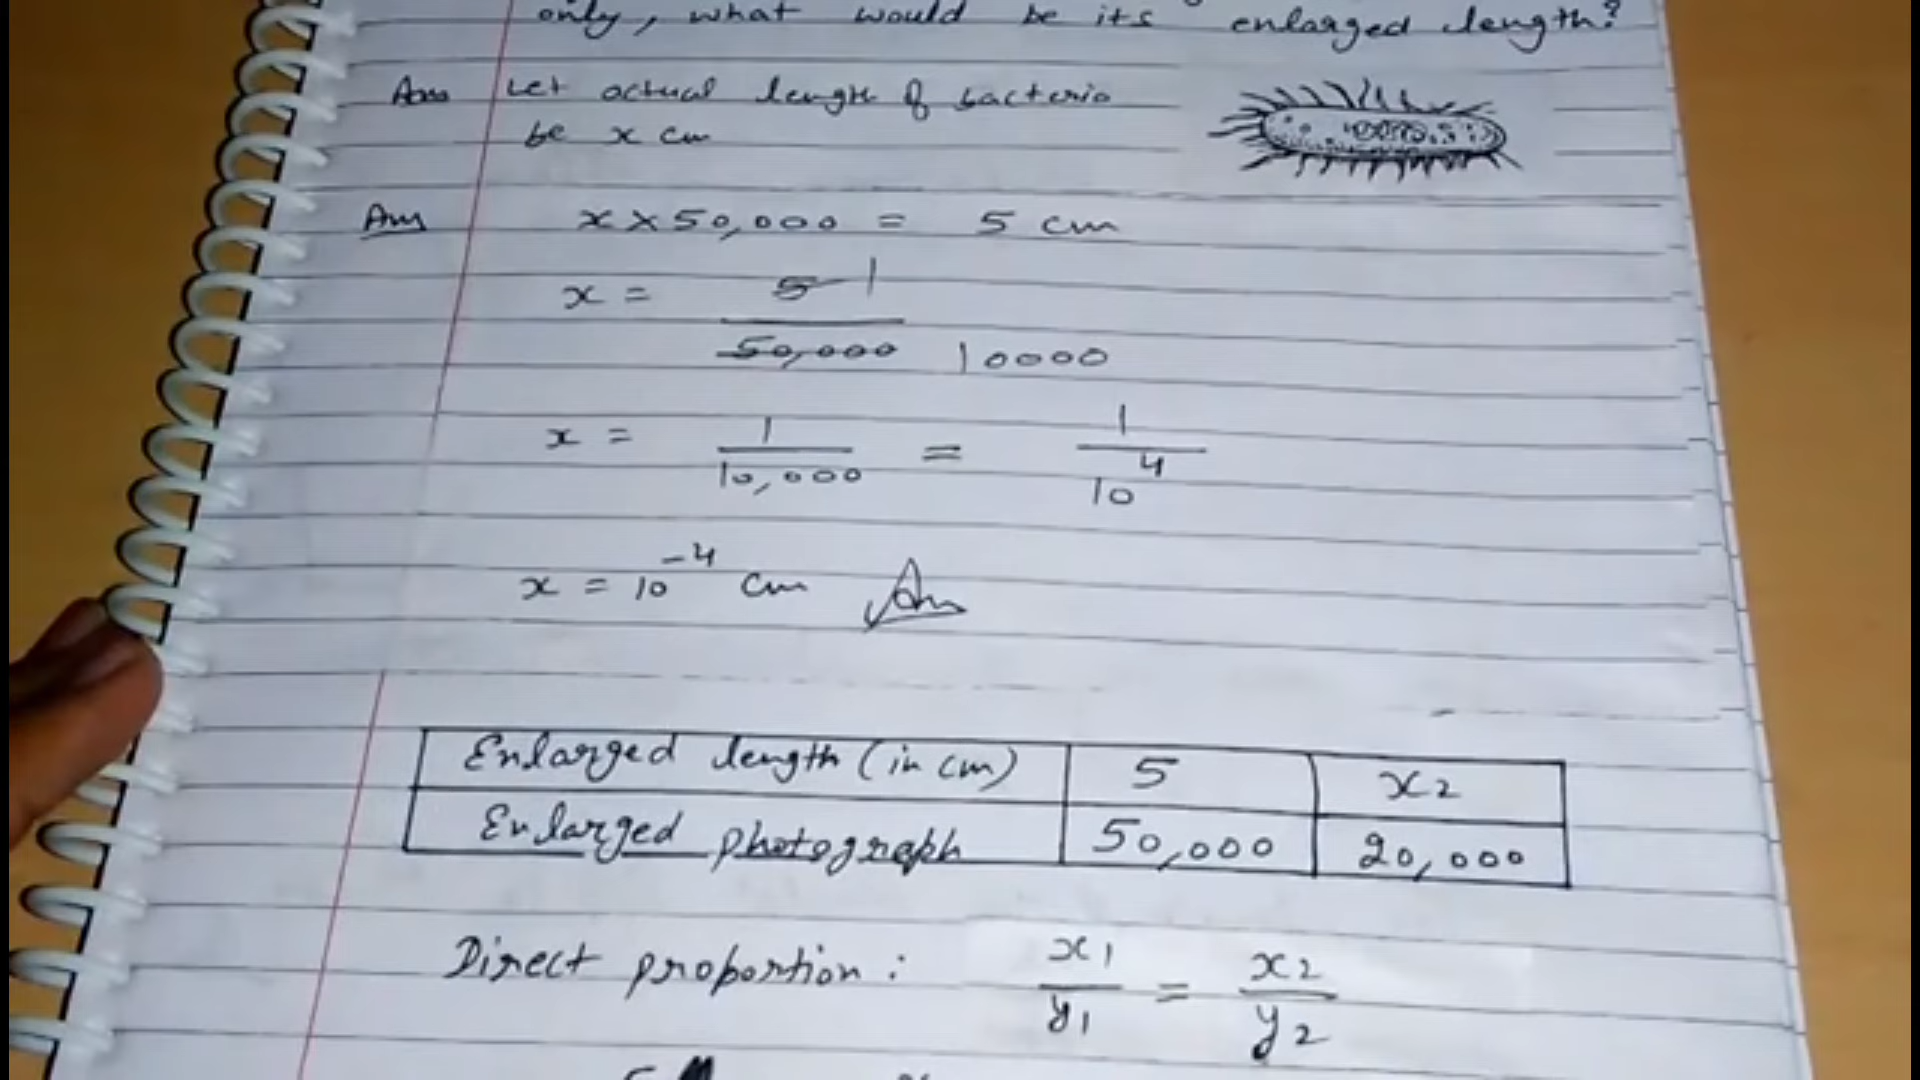 only, what would be its enlarged length?
Ans Let actual length of bacteria
be x cm
Ans x × 50,000 = 5 cm
x = 5 1
50,000 10000
x = 1/10,000 = 1/10^4
x = 10^-4 cm Ans
Enlarged length (in cm) 5 x2
Enlarged photograph 50,000 20,000
Direct proportion : x1/y1 = x2/y2